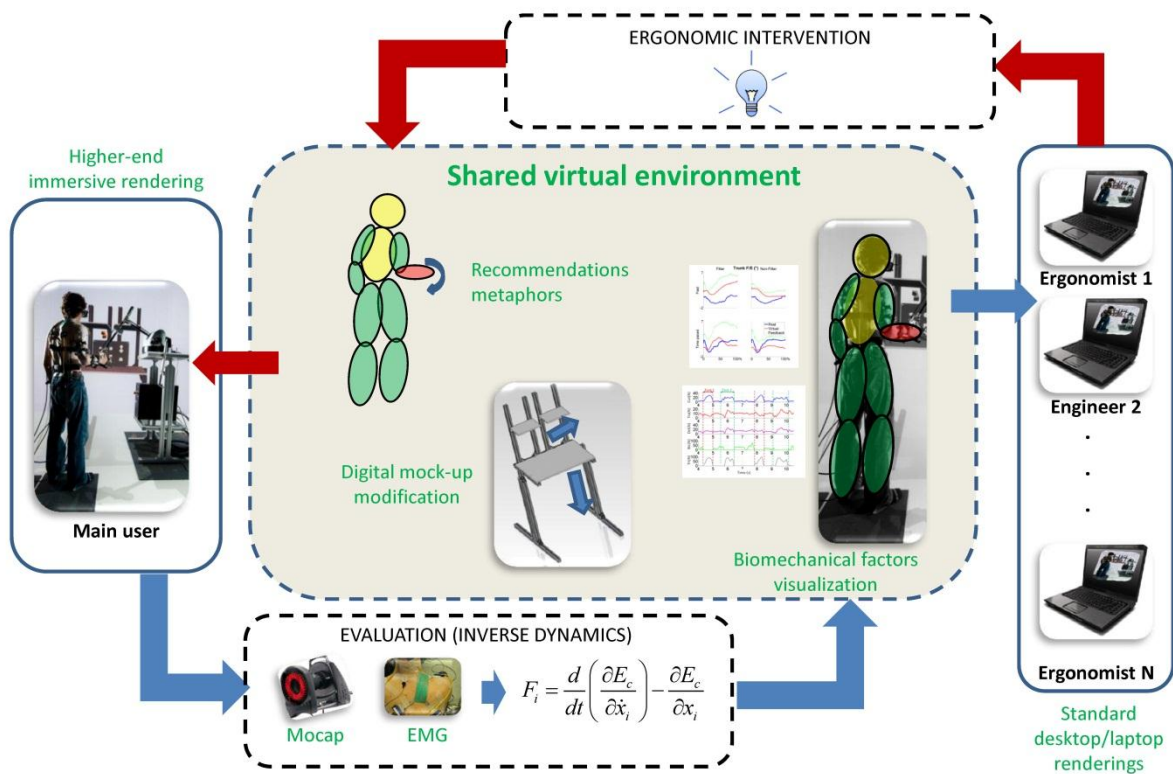 ERGONOMIC INTERVENTION
Higher-end
immersive rendering
Main user
Shared virtual environment
Recommendations
metaphors
Digital mock-up
modification
Biomechanical factors
visualization
Ergonomist 1
Engineer 2
.
.
.
Ergonomist N
Standard
desktop/laptop
renderings
EVALUATION (INVERSE DYNAMICS)
Mocap
EMG
F_i = d/dt (∂E_c/∂ẋ_i) − ∂E_c/∂x_i